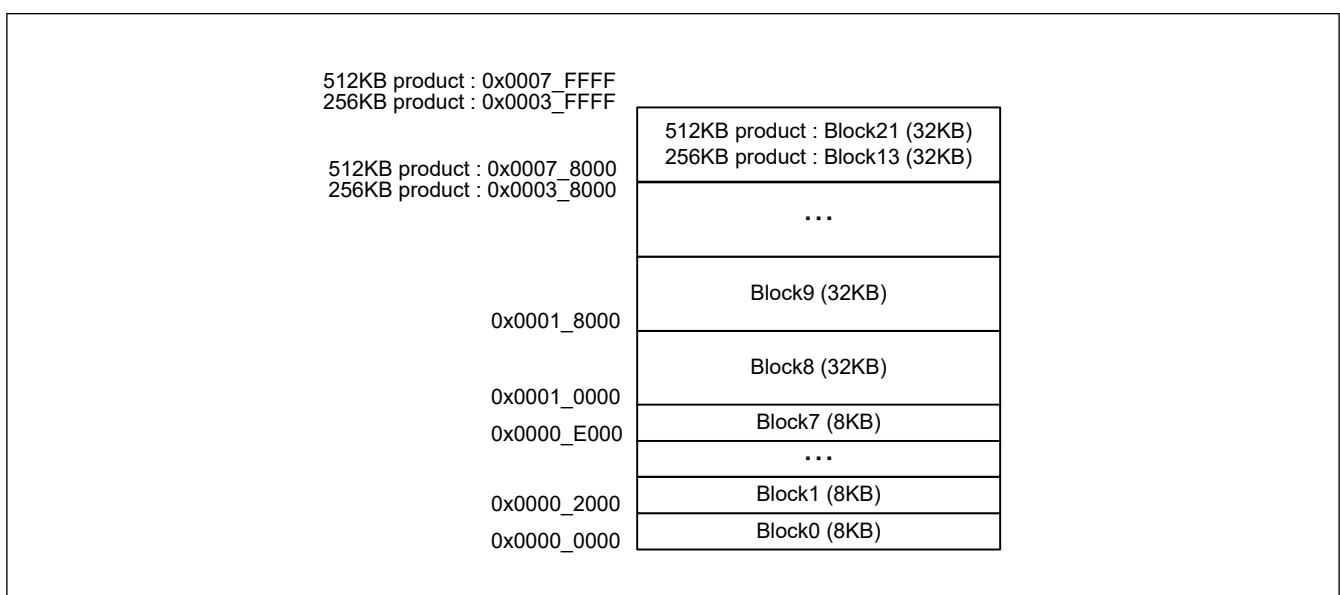 512KB product : 0x0007_FFFF
256KB product : 0x0003_FFFF
512KB product : Block21 (32KB)
256KB product : Block13 (32KB)
512KB product : 0x0007_8000
256KB product : 0x0003_8000
...
Block9 (32KB)
0x0001_8000
Block8 (32KB)
0x0001_0000
Block7 (8KB)
0x0000_E000
...
Block1 (8KB)
0x0000_2000
Block0 (8KB)
0x0000_0000